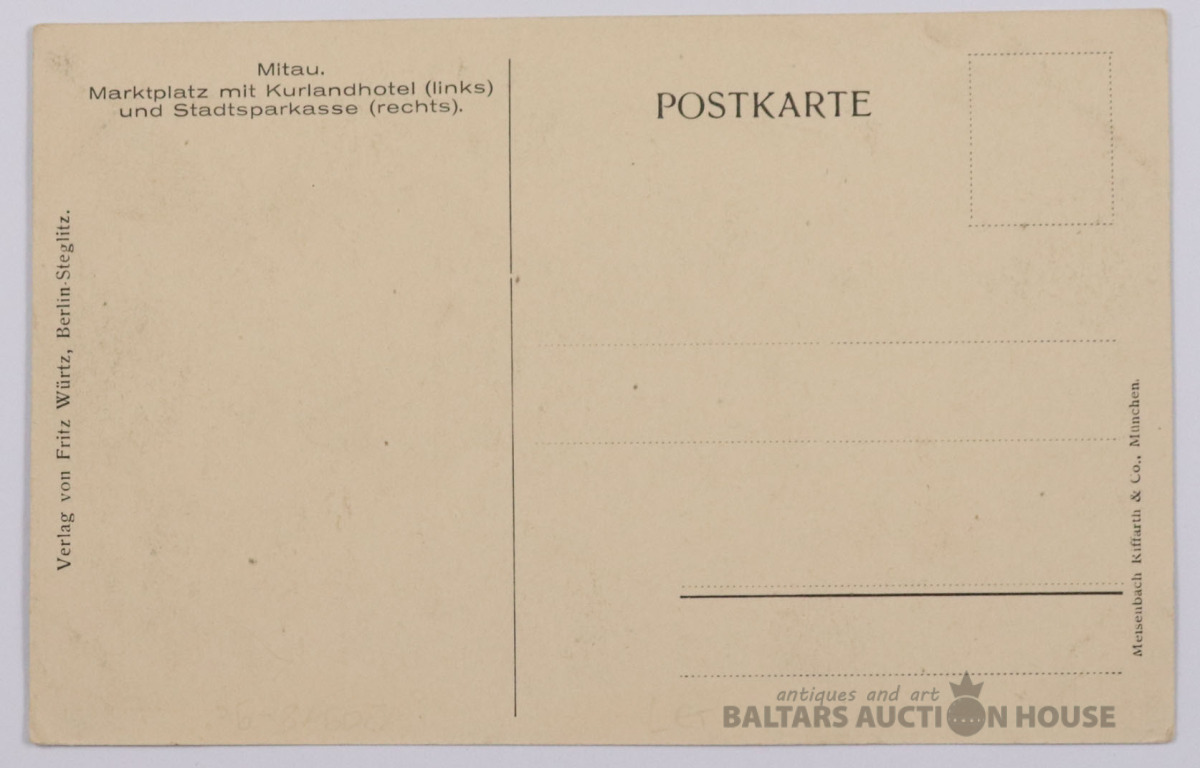 Mitau.
Marktplatz mit Kurlandhotel (links)
und Stadtsparkasse (rechts).
POSTKARTE
Verlag von Fritz Würtz, Berlin-Steglitz.
Meisenbach Riffarth & Co., München.
antiques and art
BALTARS AUCTION HOUSE